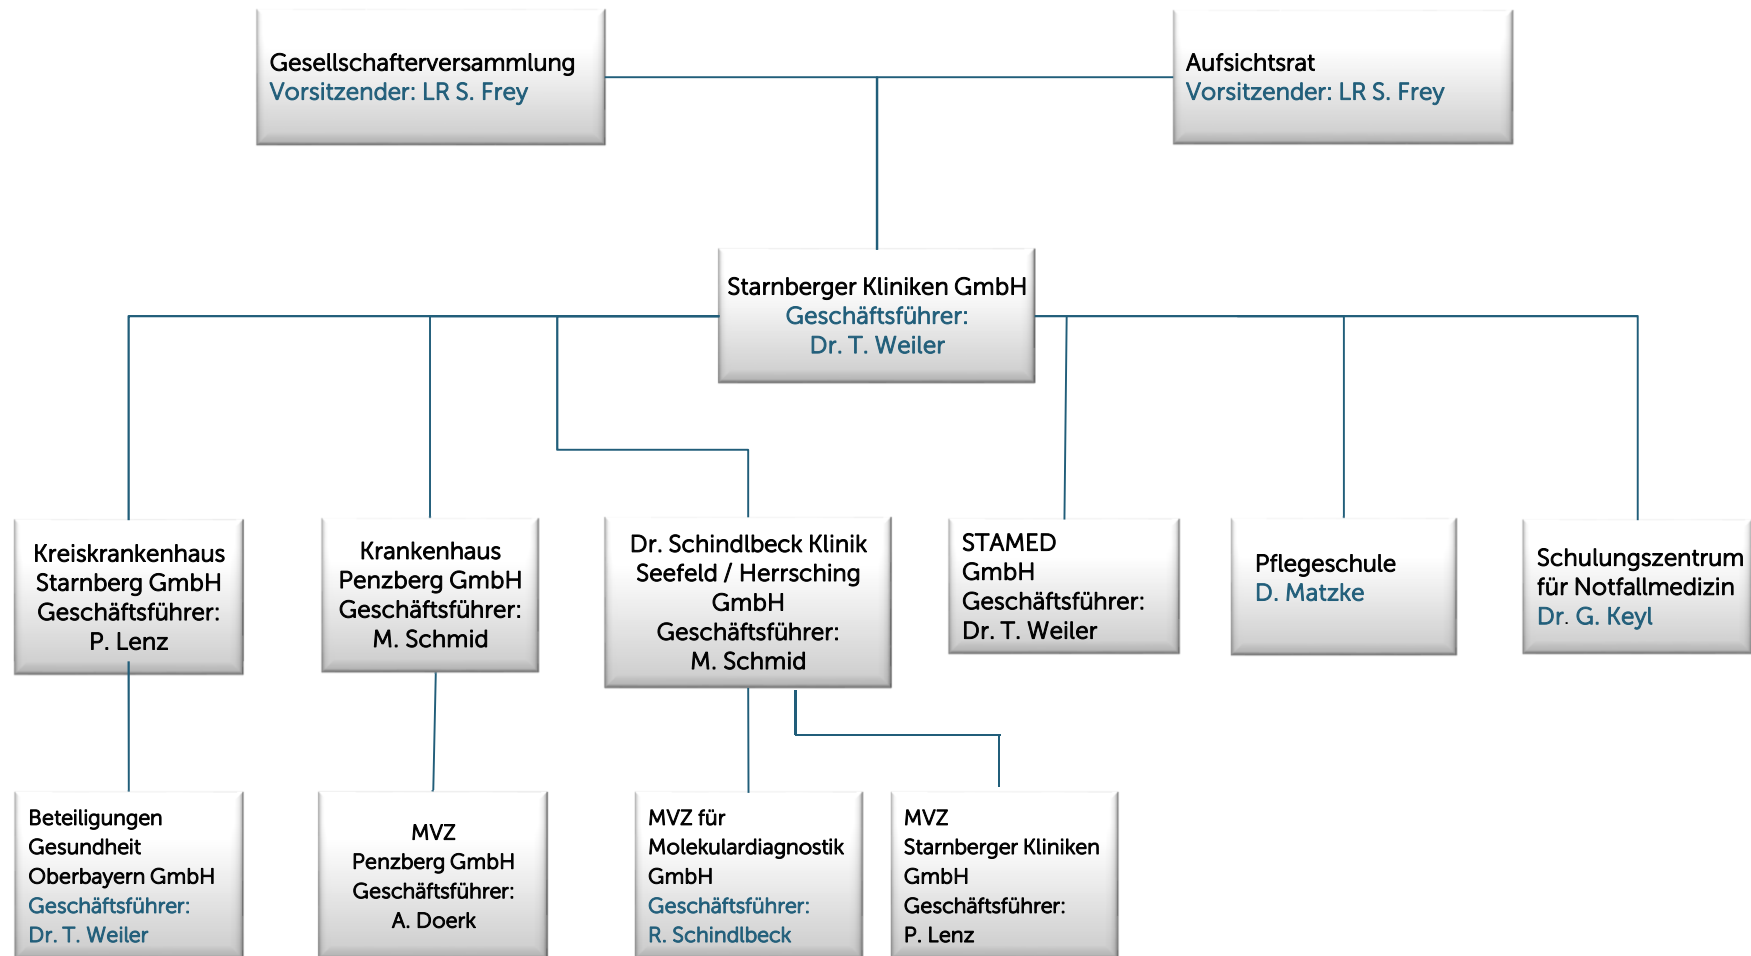 Gesellschafterversammlung
Vorsitzender: LR S. Frey
Aufsichtsrat
Vorsitzender: LR S. Frey
Starnberger Kliniken GmbH
Geschäftsführer:
Dr. T. Weiler
Kreiskrankenhaus
Starnberg GmbH
Geschäftsführer:
P. Lenz
Krankenhaus
Penzberg GmbH
Geschäftsführer:
M. Schmid
Dr. Schindlbeck Klinik
Seefeld / Herrsching
GmbH
Geschäftsführer:
M. Schmid
STAMED
GmbH
Geschäftsführer:
Dr. T. Weiler
Pflegeschule
D. Matzke
Schulungszentrum
für Notfallmedizin
Dr. G. Keyl
Beteiligungen
Gesundheit
Oberbayern GmbH
Geschäftsführer:
Dr. T. Weiler
MVZ
Penzberg GmbH
Geschäftsführer:
A. Doerk
MVZ für
Molekulardiagnostik
GmbH
Geschäftsführer:
R. Schindlbeck
MVZ
Starnberger Kliniken
GmbH
Geschäftsführer:
P. Lenz